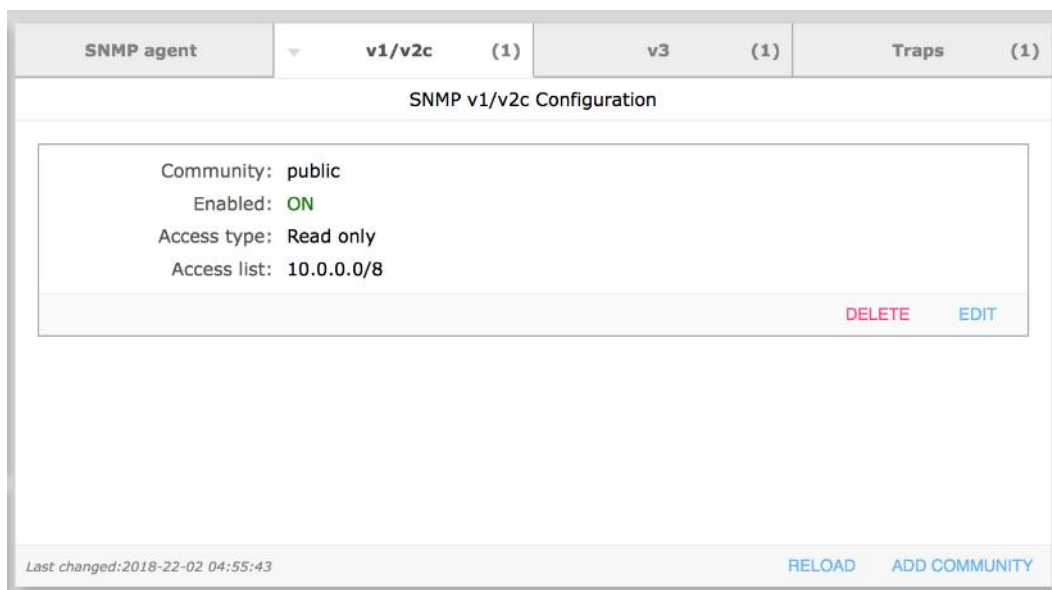 SNMP agent v1/v2c (1) v3 (1) Traps (1)
SNMP v1/v2c Configuration
Community: public
Enabled: ON
Access type: Read only
Access list: 10.0.0.0/8
DELETE EDIT
Last changed:2018-22-02 04:55:43 RELOAD ADD COMMUNITY